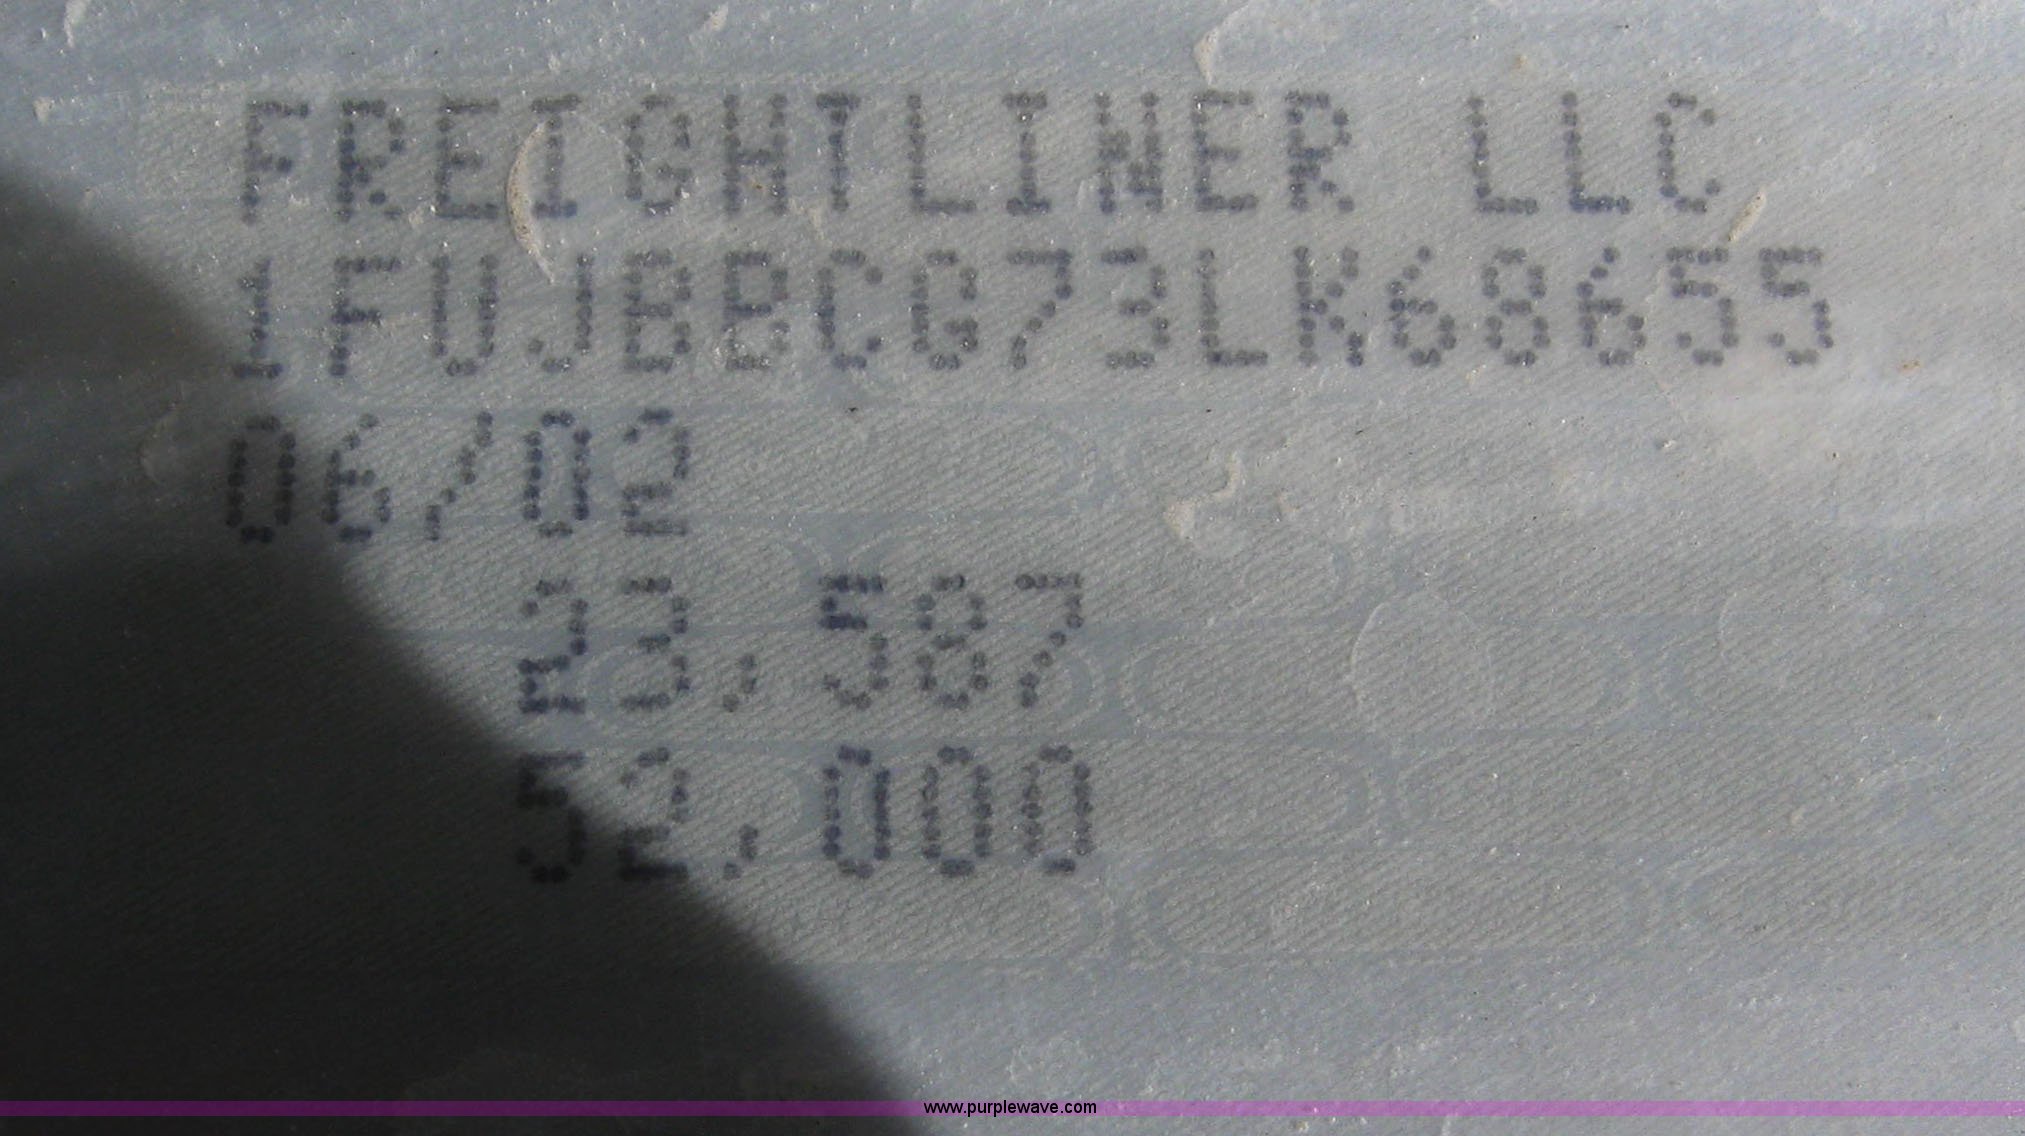 FREIGHTLINER LLC
1FUJBBCG73LK68655
06/02
23,587
52,000
www.purplewave.com